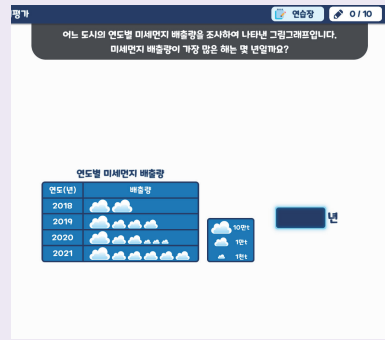 평가
연습장
0 / 10
어느 도시의 연도별 미세먼지 배출량을 조사하여 나타낸 그림그래프입니다.
미세먼지 배출량이 가장 많은 해는 몇 년일까요?
연도별 미세먼지 배출량
연도(년) 배출량
2018
2019
2020
2021
10만t
1만t
1천t
년